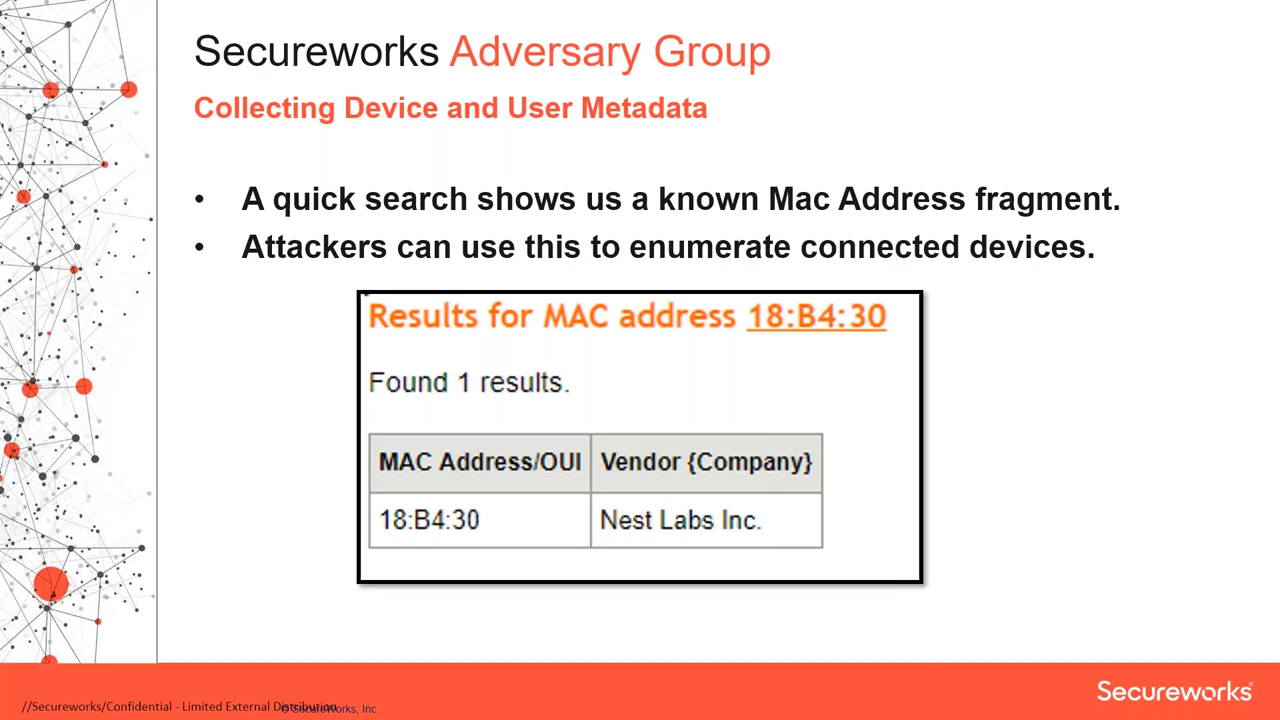 Secureworks Adversary Group
Collecting Device and User Metadata
• A quick search shows us a known Mac Address fragment.
• Attackers can use this to enumerate connected devices.
Results for MAC address 18:B4:30
Found 1 results.
MAC Address/OUI Vendor {Company}
18:B4:30 Nest Labs Inc.
//Secureworks/Confidential - Limited External Distribution
© SecureWorks, Inc.
Secureworks